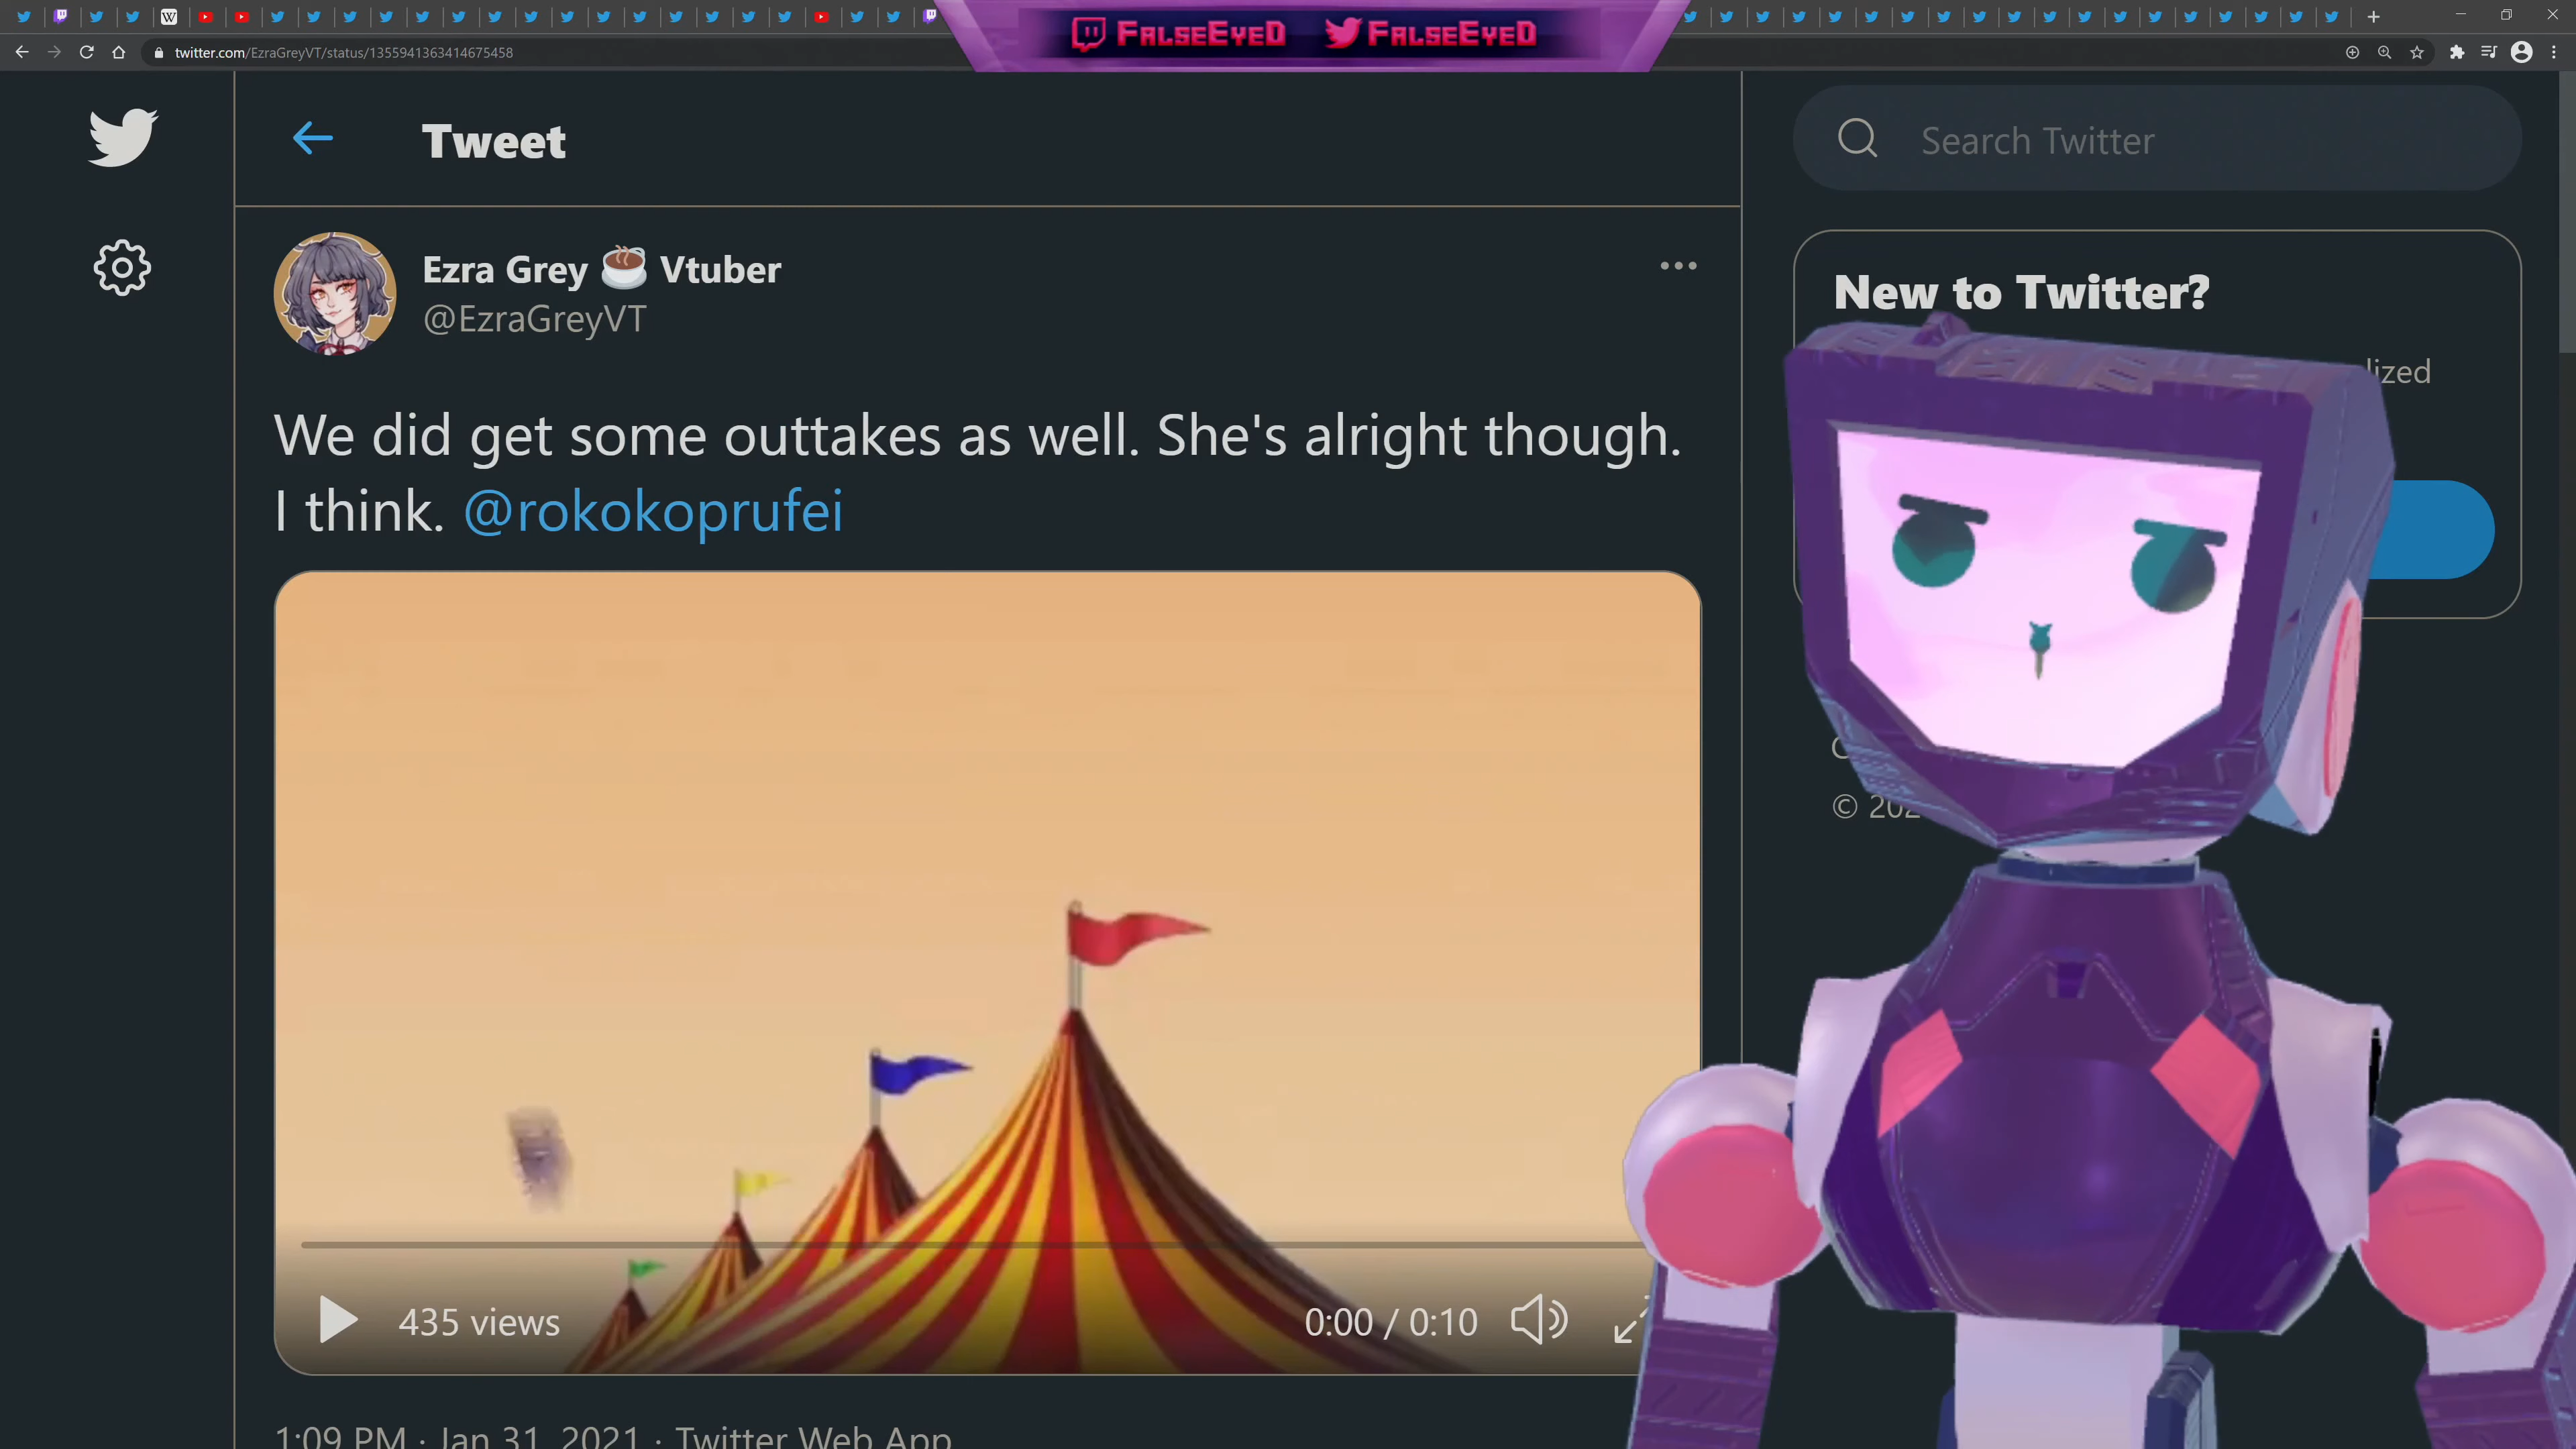 FalseEyeD FalseEyeD
twitter.com/EzraGreyVT/status/1355941363414675458
Tweet
Search Twitter
Ezra Grey ☕ Vtuber
@EzraGreyVT
New to Twitter?
We did get some outtakes as well. She's alright though.
I think. @rokokoprufei
435 views
0:00 / 0:10
1:09 PM · Jan 31, 2021 · Twitter Web App